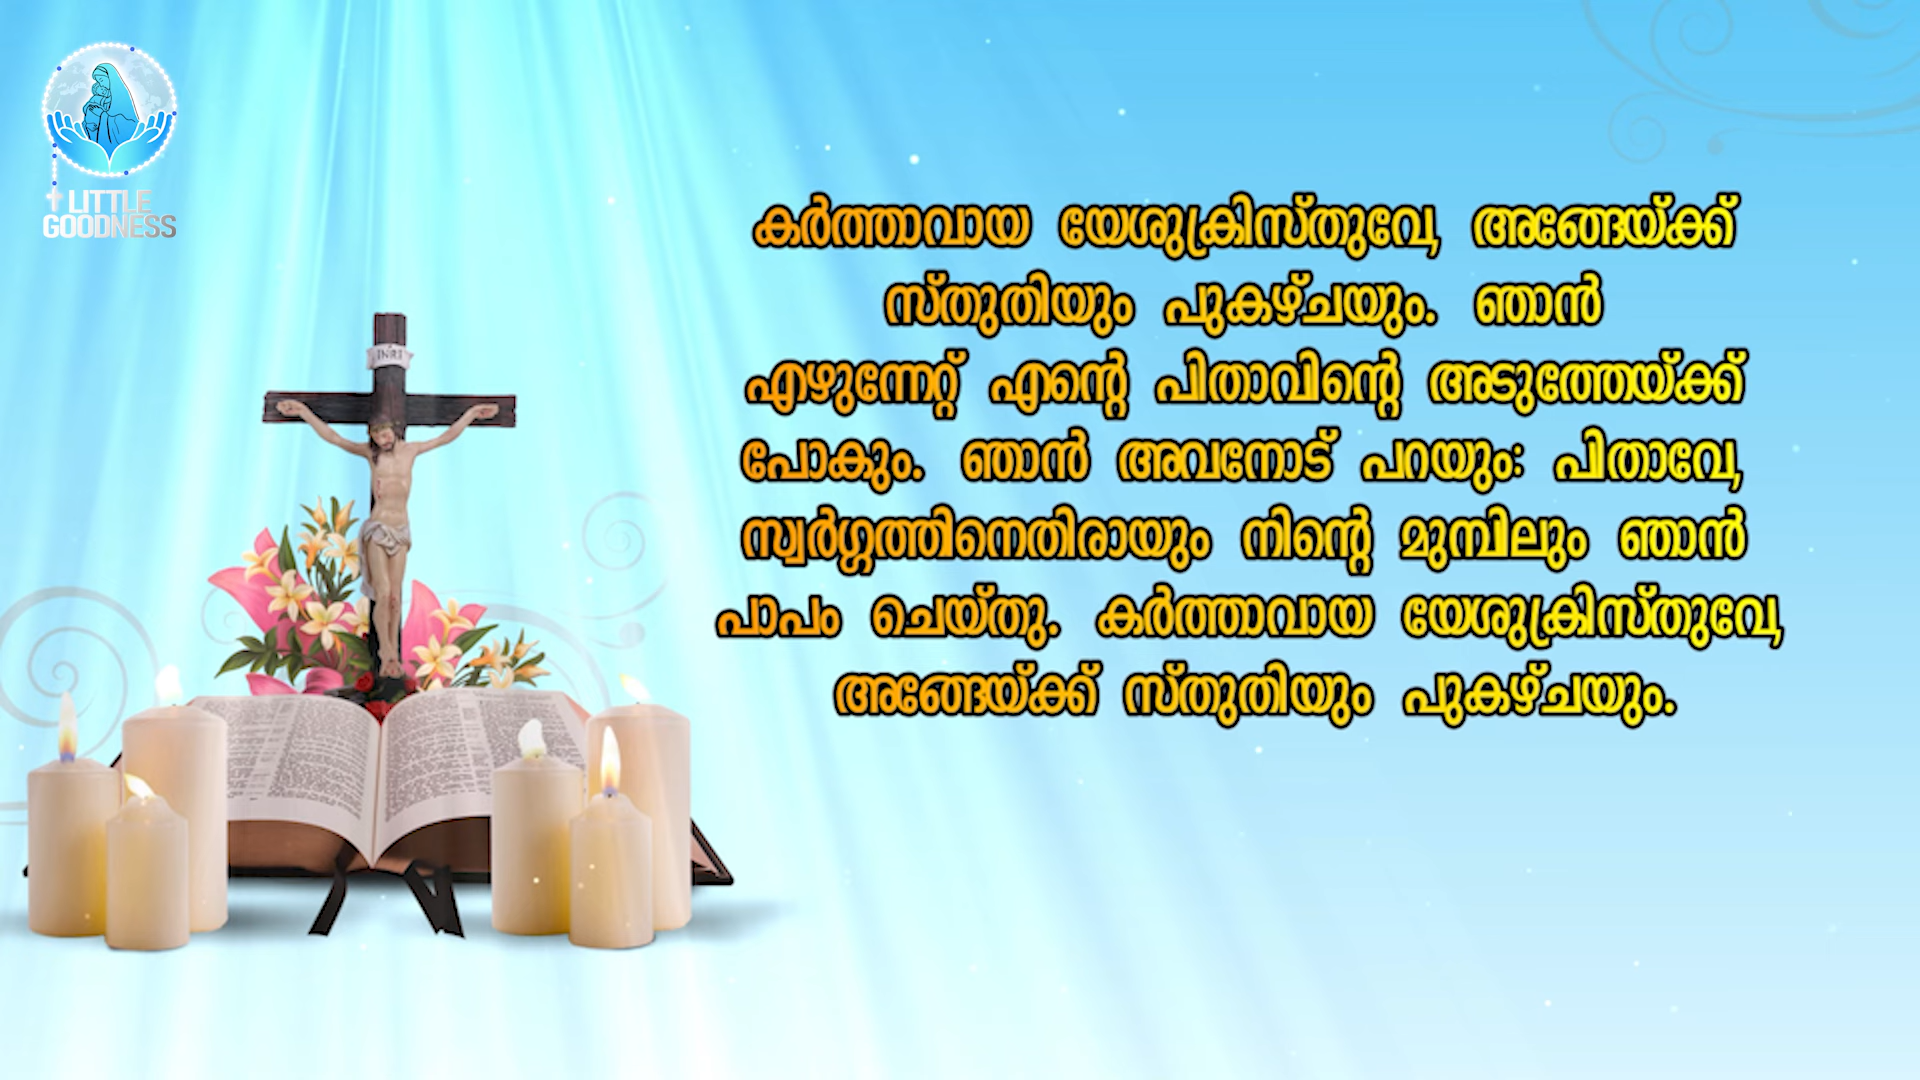 LITTLE
GOODNESS
INRI
കർത്താവായ യേശുക്രിസ്തുവേ, അങ്ങേയ്ക്ക്
സ്തുതിയും പുകഴ്ചയും. ഞാൻ
എഴുന്നേറ്റ് എന്റെ പിതാവിന്റെ അടുത്തേയ്ക്ക്
പോകും. ഞാൻ അവനോട് പറയും: പിതാവേ,
സ്വർഗ്ഗത്തിനെതിരായും നിന്റെ മുമ്പിലും ഞാൻ
പാപം ചെയ്തു. കർത്താവായ യേശുക്രിസ്തുവേ,
അങ്ങേയ്ക്ക് സ്തുതിയും പുകഴ്ചയും.